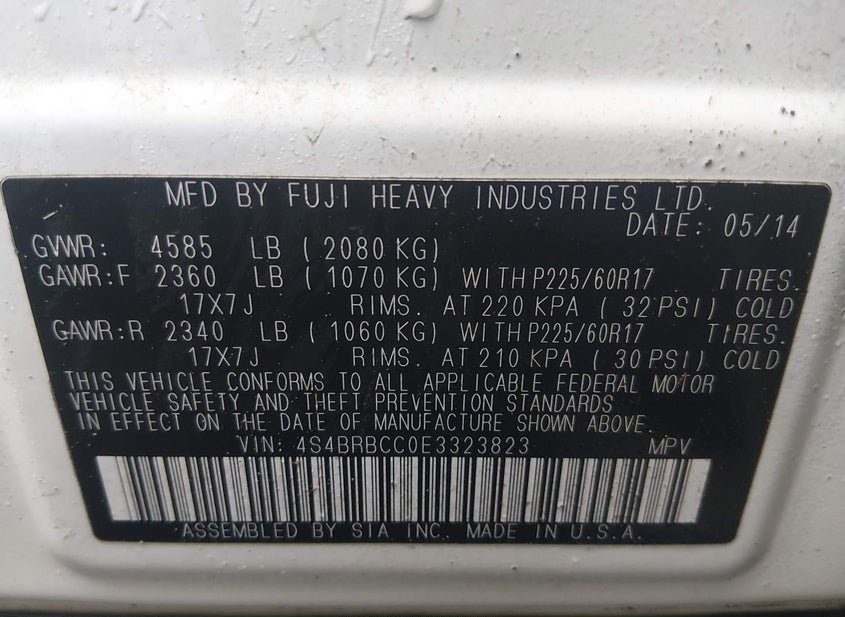 MFD BY FUJI HEAVY INDUSTRIES LTD.
DATE: 05/14
GVWR: 4585 LB ( 2080 KG)
GAWR:F 2360 LB ( 1070 KG) WITH P225/60R17 TIRES.
17X7J RIMS. AT 220 KPA ( 32 PSI) COLD
GAWR:R 2340 LB ( 1060 KG) WITH P225/60R17 TIRES.
17X7J RIMS. AT 210 KPA ( 30 PSI) COLD
THIS VEHICLE CONFORMS TO ALL APPLICABLE FEDERAL MOTOR
VEHICLE SAFETY AND THEFT PREVENTION STANDARDS
IN EFFECT ON THE DATE OF MANUFACTURE SHOWN ABOVE.
VIN: 4S4BRBCC0E3323823 MPV
ASSEMBLED BY SIA INC. MADE IN U.S.A.